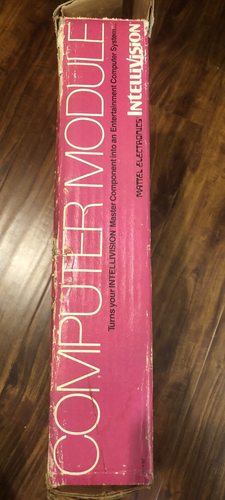 COMPUTER MODULE
Turns your INTELLIVISION Master Component into an Entertainment Computer System...
MATTEL ELECTRONICS
INTELLIVISION